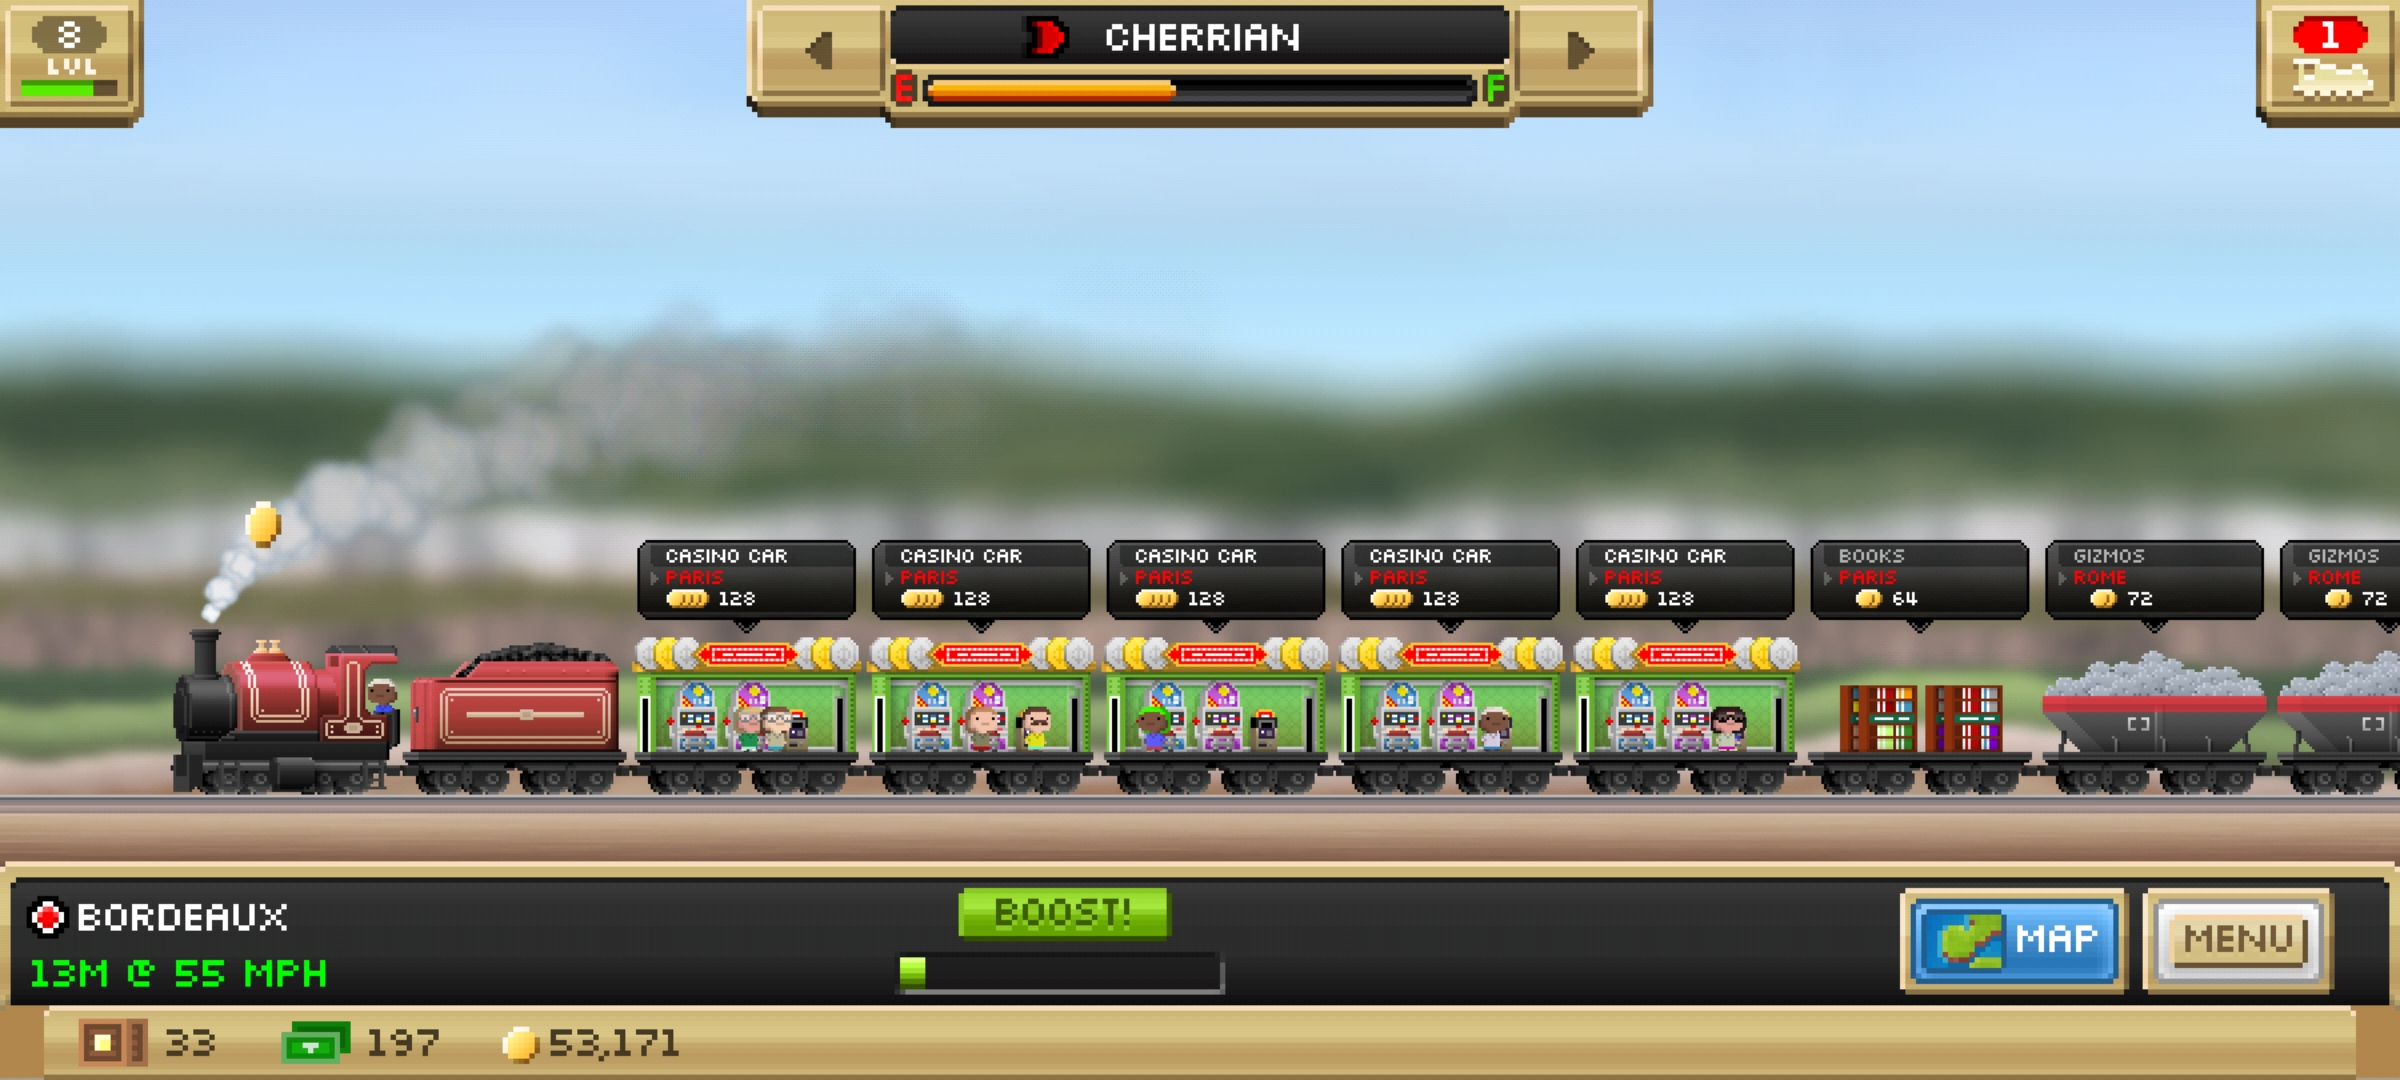 8
LVL
CHERRIAN
E F
1
CASINO CAR
PARIS
128
CASINO CAR
PARIS
128
CASINO CAR
PARIS
128
CASINO CAR
PARIS
128
CASINO CAR
PARIS
128
BOOKS
PARIS
64
GIZMOS
ROME
72
GIZMOS
ROME
72
BORDEAUX
13M @ 55 MPH
BOOST!
MAP
MENU
33
197
53,171